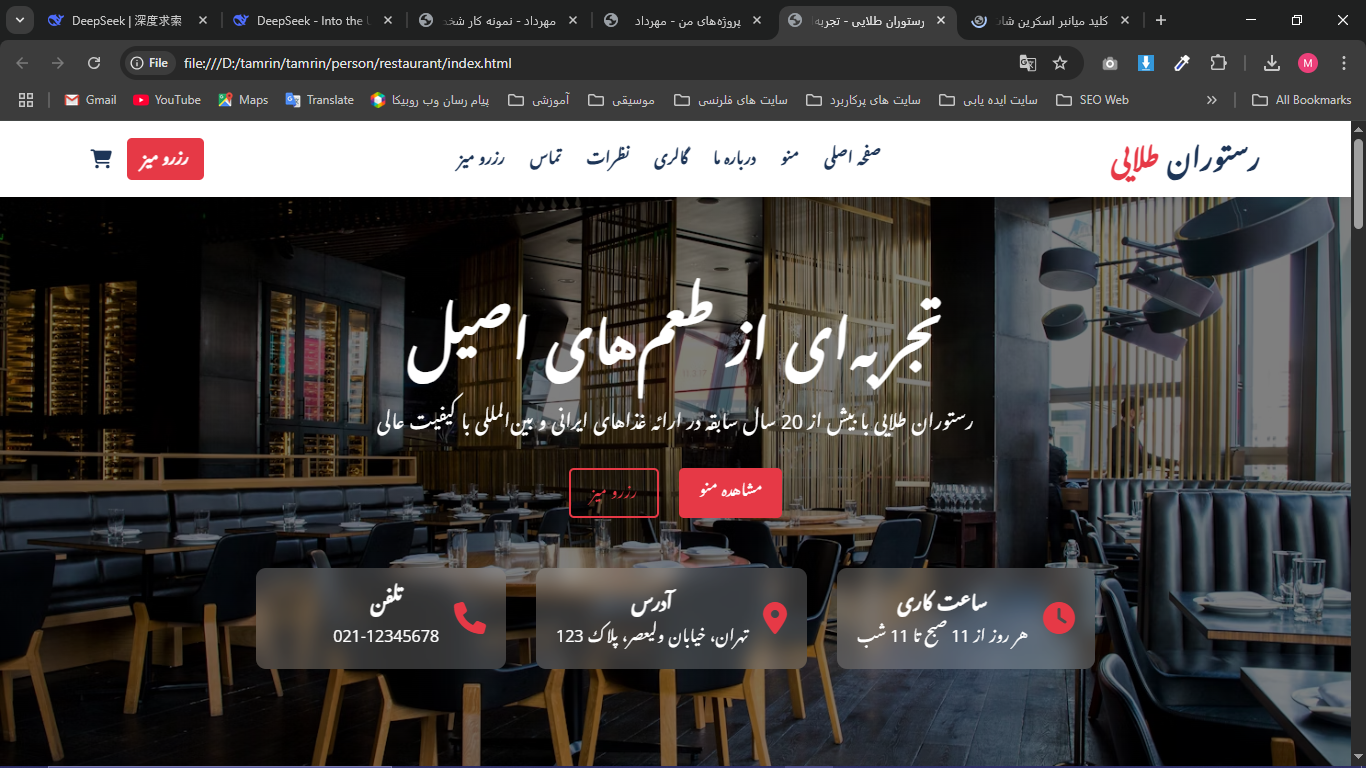 DeepSeek | 深度求索
DeepSeek - Into the U
مهرداد - نمونه کار شخص
پروژه‌های من - مهرداد
رستوران طلایی - تجربه‌ا
کلید میانبر اسکرین شات
File
file:///D:/tamrin/tamrin/person/restaurant/index.html
M
Gmail
YouTube
Maps
Translate
پیام رسان وب روبیکا
آموزشی
موسیقی
سایت های فلرنسی
سایت های پرکاربرد
سایت ایده یابی
SEO Web
All Bookmarks
رستوران طلایی
صفحه اصلی
منو
درباره ما
گالری
نظرات
تماس
رزرو میز
رزرو میز
تجربه‌ای از طعم‌های اصیل
رستوران طلایی با بیش از 20 سال سابقه در ارائه غذاهای ایرانی و بین‌المللی با کیفیت عالی
مشاهده منو
رزرو میز
ساعت کاری
هر روز از 11 صبح تا 11 شب
آدرس
تهران، خیابان ولیعصر، پلاک 123
تلفن
021-12345678